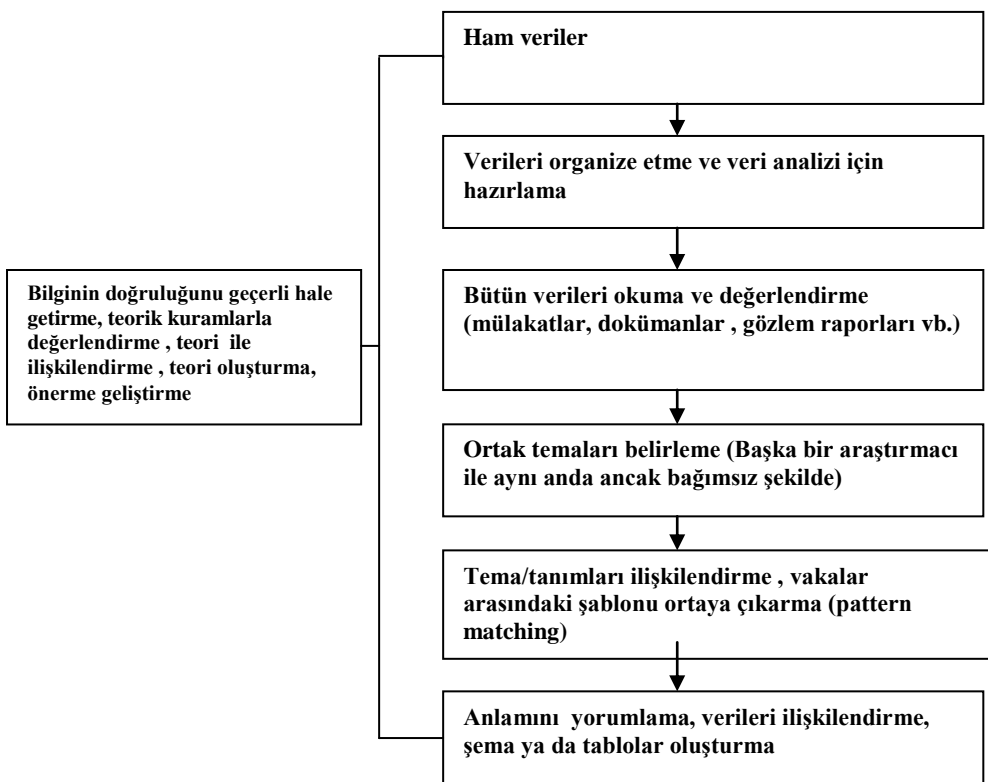 Ham veriler
Verileri organize etme ve veri analizi için
hazırlama
Bilginin doğruluğunu geçerli hale
getirme, teorik kuramlarla
değerlendirme , teori ile
ilişkilendirme , teori oluşturma,
önerme geliştirme
Bütün verileri okuma ve değerlendirme
(mülakatlar, dokümanlar , gözlem raporları vb.)
Ortak temaları belirleme (Başka bir araştırmacı
ile aynı anda ancak bağımsız şekilde)
Tema/tanımları ilişkilendirme , vakalar
arasındaki şablonu ortaya çıkarma (pattern
matching)
Anlamını yorumlama, verileri ilişkilendirme,
şema ya da tablolar oluşturma